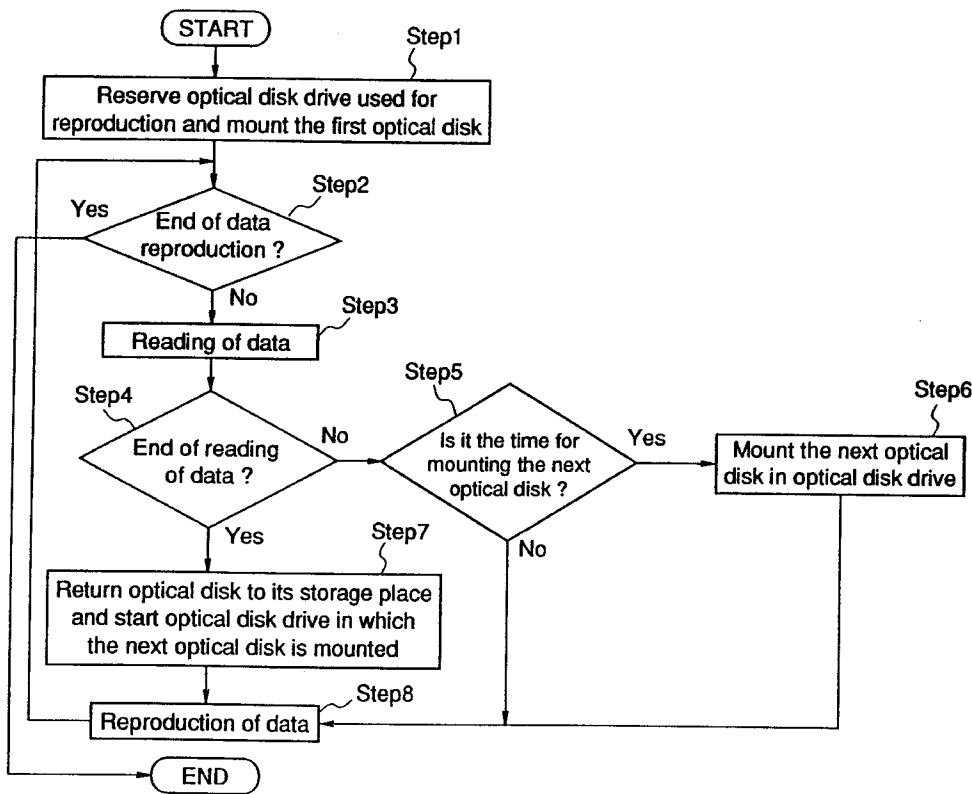 START
Step1
Reserve optical disk drive used for
reproduction and mount the first optical disk
Step2
Yes
End of data
reproduction ?
No
Step3
Reading of data
Step4
End of reading
of data ?
No
Yes
Step5
Is it the time for
mounting the next
optical disk ?
Yes
No
Step6
Mount the next optical
disk in optical disk drive
Step7
Return optical disk to its storage place
and start optical disk drive in which
the next optical disk is mounted
Step8
Reproduction of data
END